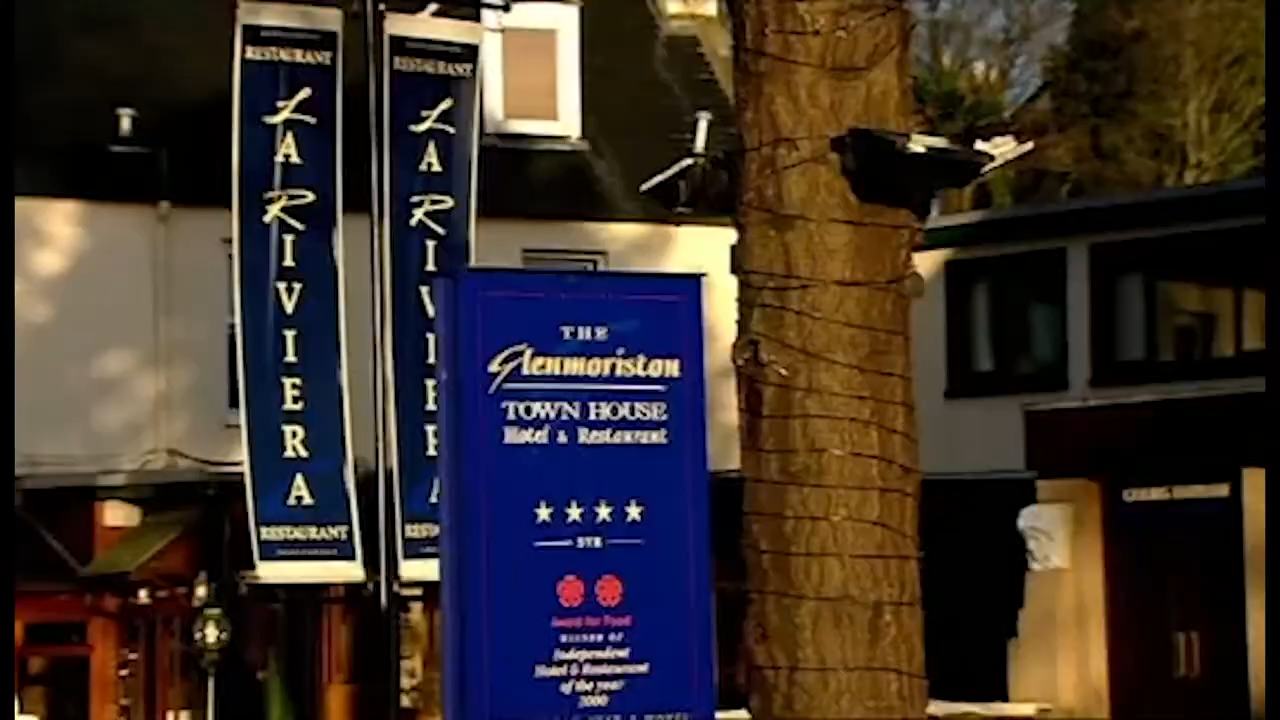 RESTAURANT
LA
RIVIERA
RESTAURANT
RESTAURANT
LA
RIVIERA
THE
Glenmoriston
TOWN HOUSE
Hotel & Restaurant
STB
Award for Food
WINNER OF
Independent
Hotel & Restaurant
of the year
2000